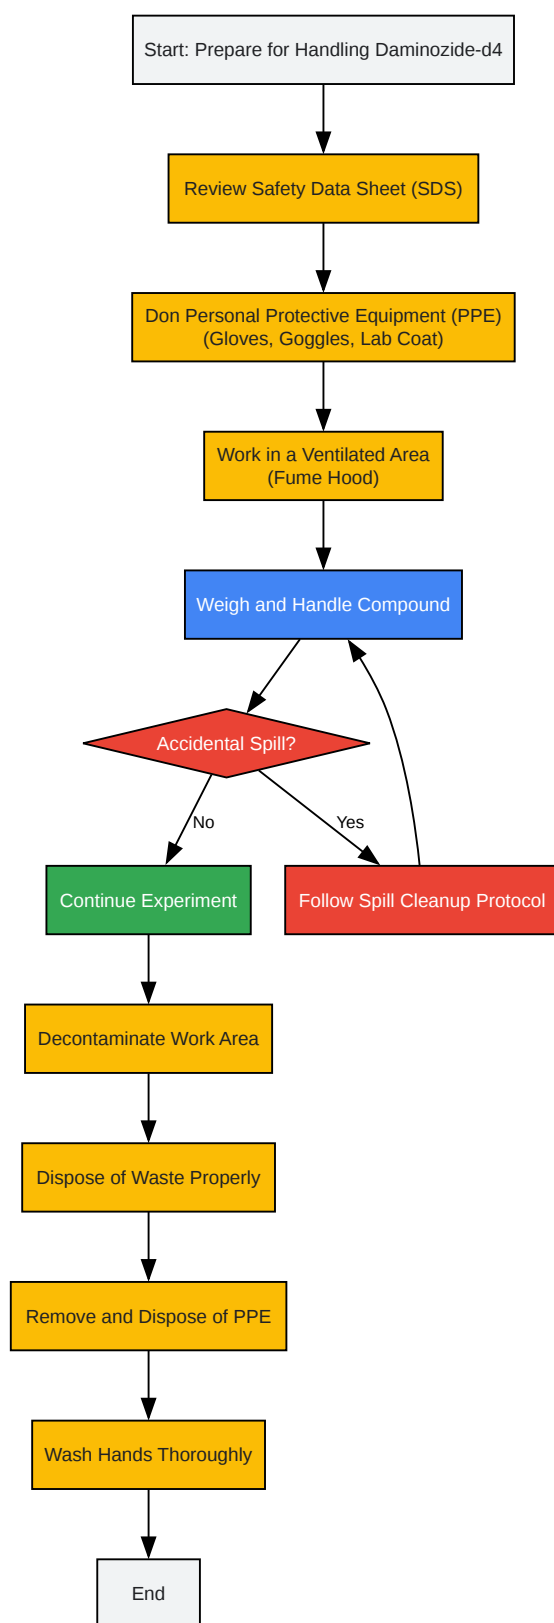 Start: Prepare for Handling Daminozide-d4
Review Safety Data Sheet (SDS)
Don Personal Protective Equipment (PPE)
(Gloves, Goggles, Lab Coat)
Work in a Ventilated Area
(Fume Hood)
Weigh and Handle Compound
Accidental Spill?
No
Yes
Continue Experiment
Follow Spill Cleanup Protocol
Decontaminate Work Area
Dispose of Waste Properly
Remove and Dispose of PPE
Wash Hands Thoroughly
End